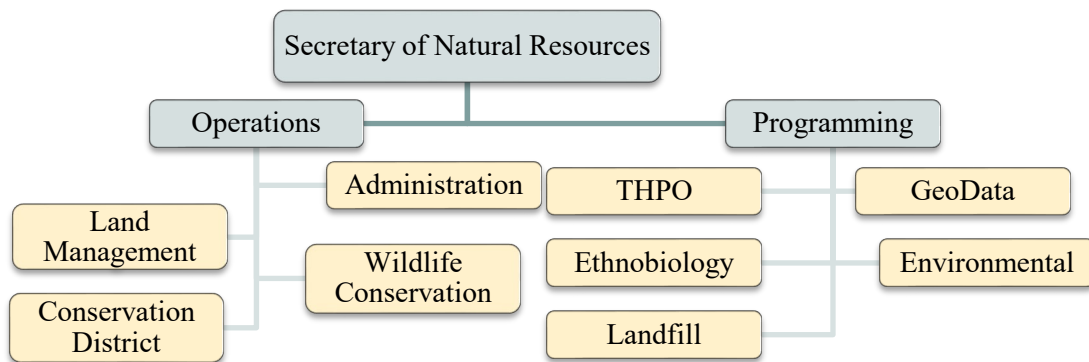 Secretary of Natural Resources
Operations
Programming
Administration
Land
Management
Wildlife
Conservation
Conservation
District
THPO
GeoData
Ethnobiology
Environmental
Landfill